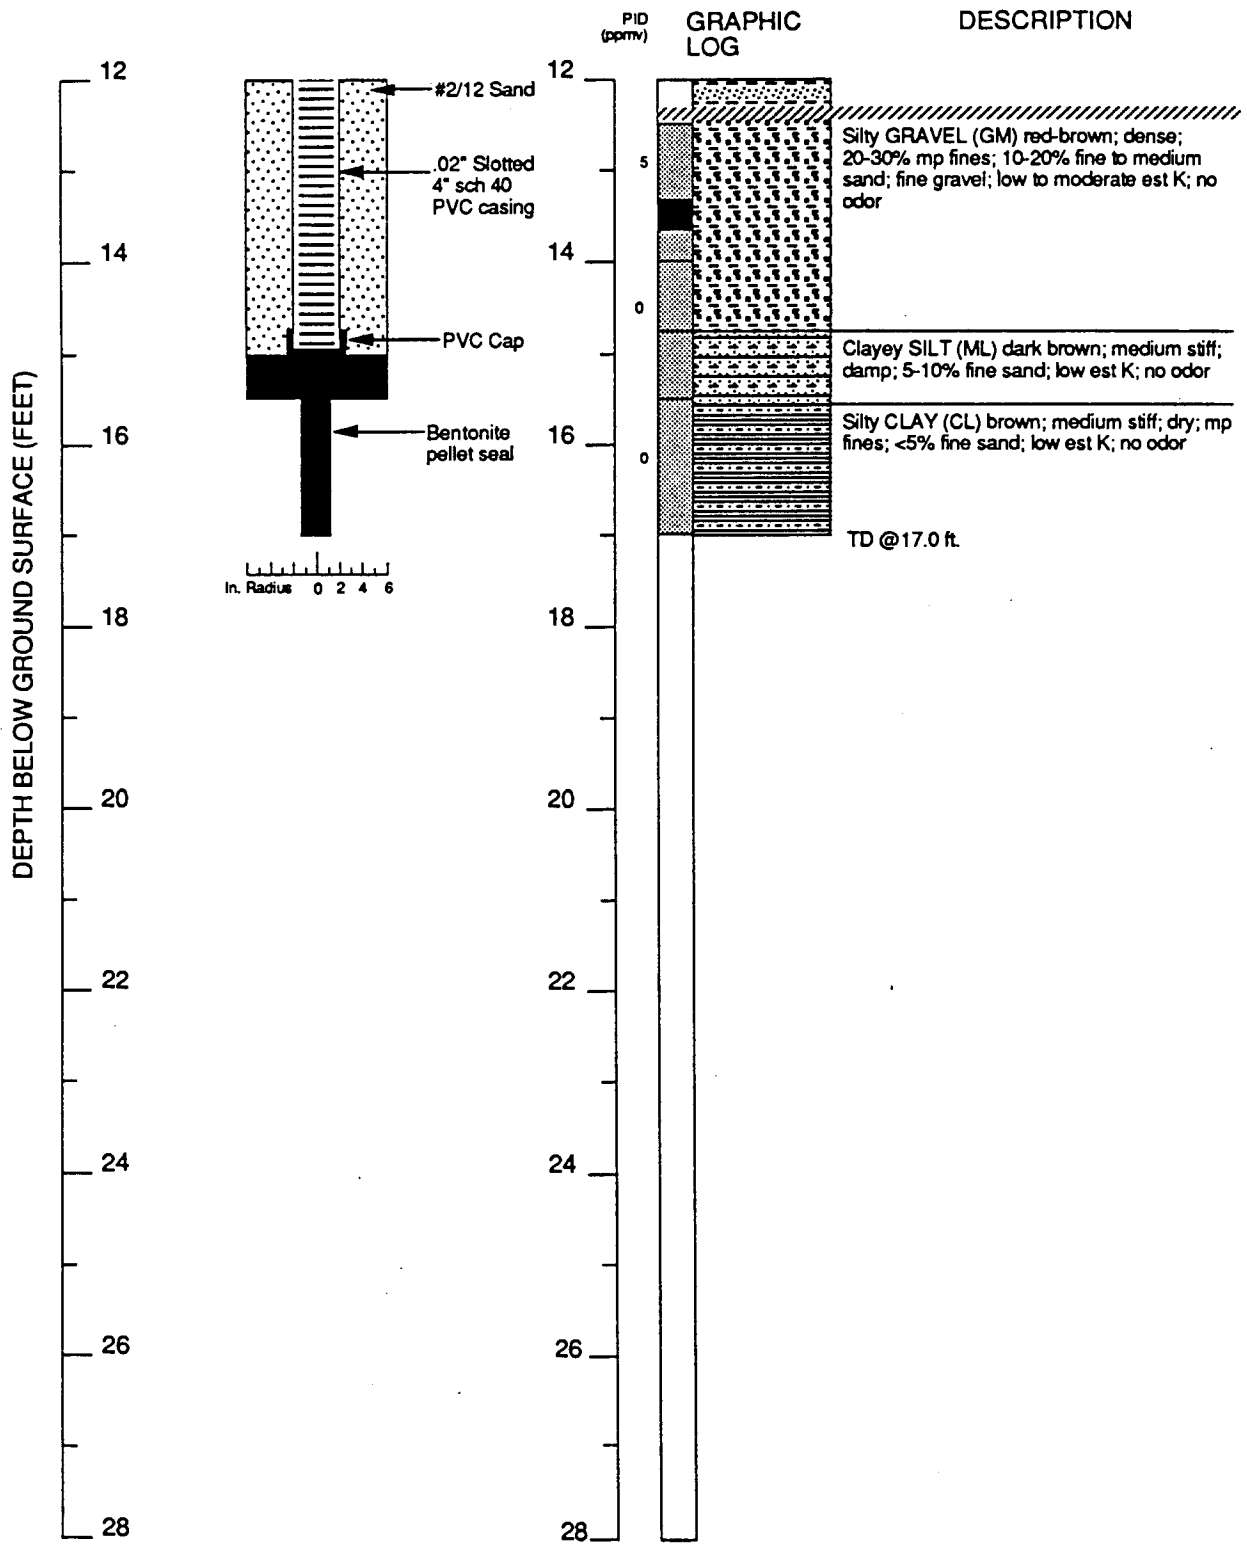 PID
(ppmv)
GRAPHIC
LOG
DESCRIPTION
DEPTH BELOW GROUND SURFACE (FEET)
12
14
16
18
20
22
24
26
28
#2/12 Sand
.02" Slotted
4" sch 40
PVC casing
PVC Cap
Bentonite
pellet seal
In. Radius 0 2 4 6
12
14
16
18
20
22
24
26
28
5
0
0
Silty GRAVEL (GM) red-brown; dense;
20-30% mp fines; 10-20% fine to medium
sand; fine gravel; low to moderate est K; no
odor
Clayey SILT (ML) dark brown; medium stiff;
damp; 5-10% fine sand; low est K; no odor
Silty CLAY (CL) brown; medium stiff; dry; mp
fines; <5% fine sand; low est K; no odor
TD @17.0 ft.